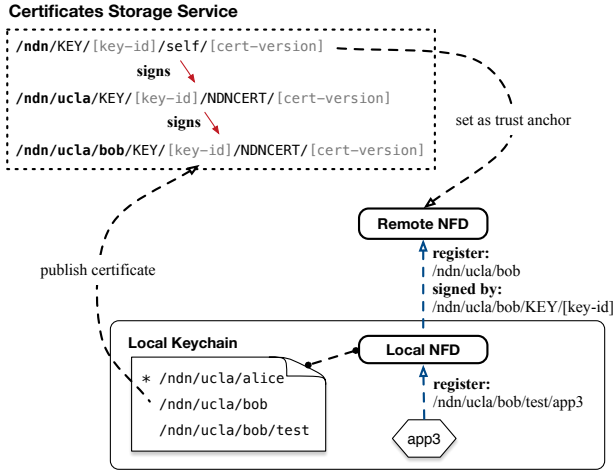 Certificates Storage Service
/ndn/KEY/[key-id]/self/[cert-version]
signs
/ndn/ucla/KEY/[key-id]/NDNCERT/[cert-version]
signs
/ndn/ucla/bob/KEY/[key-id]/NDNCERT/[cert-version]
set as trust anchor
Remote NFD
publish certificate
register:
/ndn/ucla/bob
signed by:
/ndn/ucla/bob/KEY/[key-id]
Local Keychain
Local NFD
* /ndn/ucla/alice
/ndn/ucla/bob
/ndn/ucla/bob/test
register:
/ndn/ucla/bob/test/app3
app3